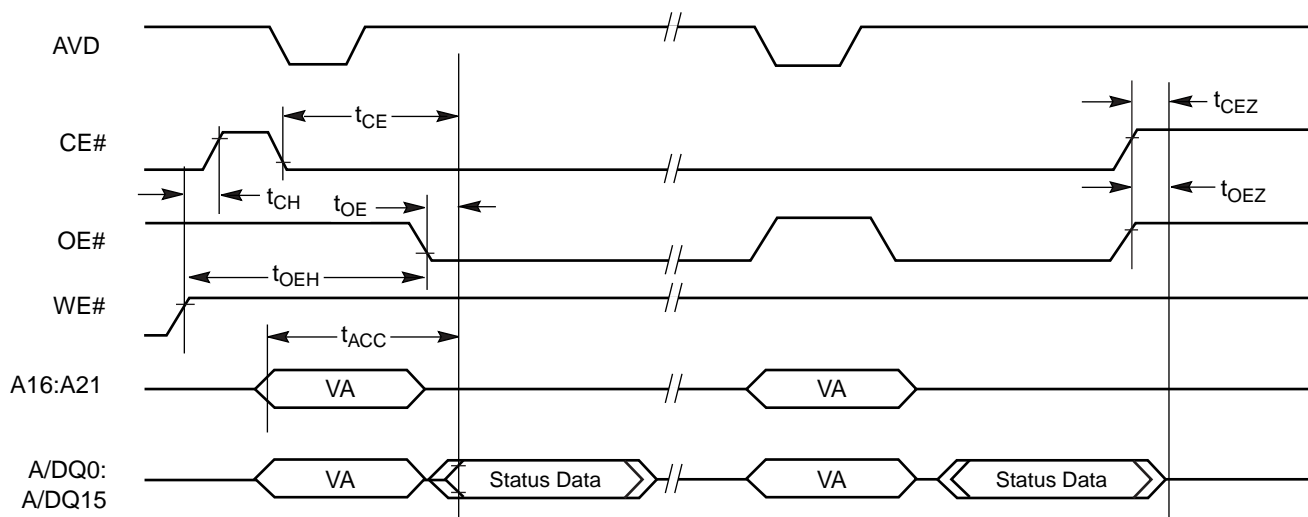 AVD
CE#
tCE
tCEZ
tCH
tOE
tOEZ
OE#
tOEH
WE#
tACC
A16:A21
VA
VA
A/DQ0:
A/DQ15
VA
Status Data
VA
Status Data